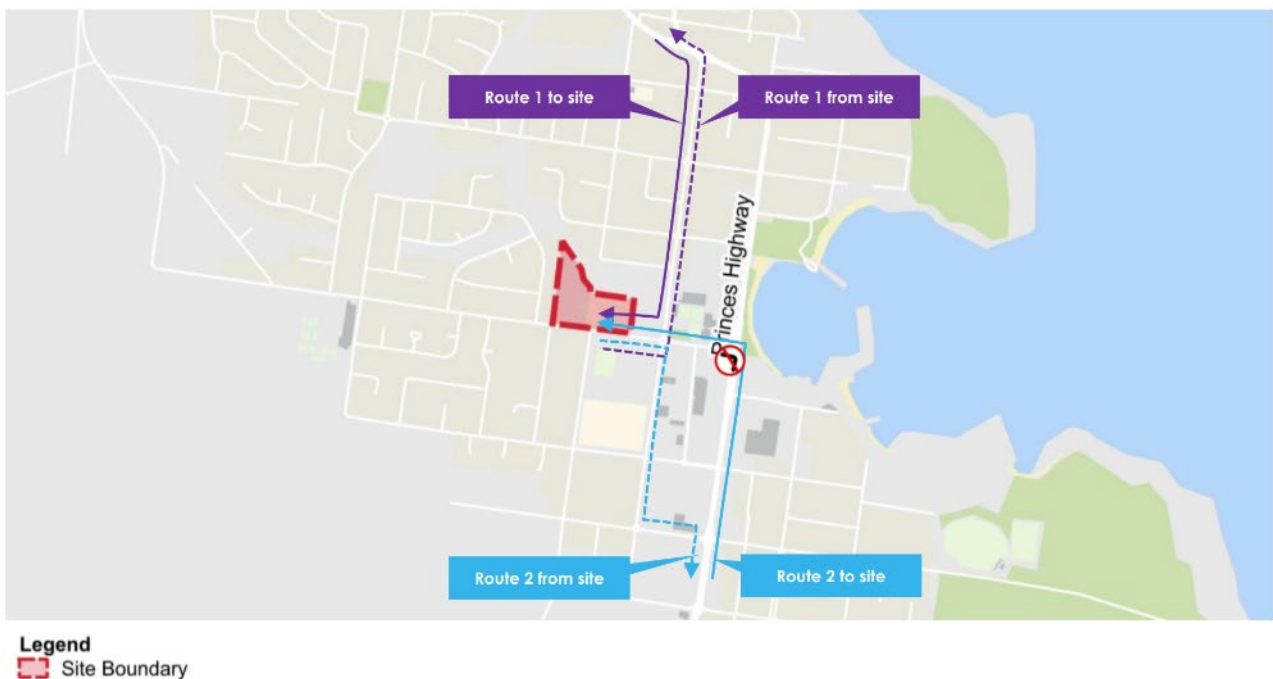 Route 1 to site
Route 1 from site
Princes Highway
Route 2 from site
Route 2 to site
Legend
Site Boundary